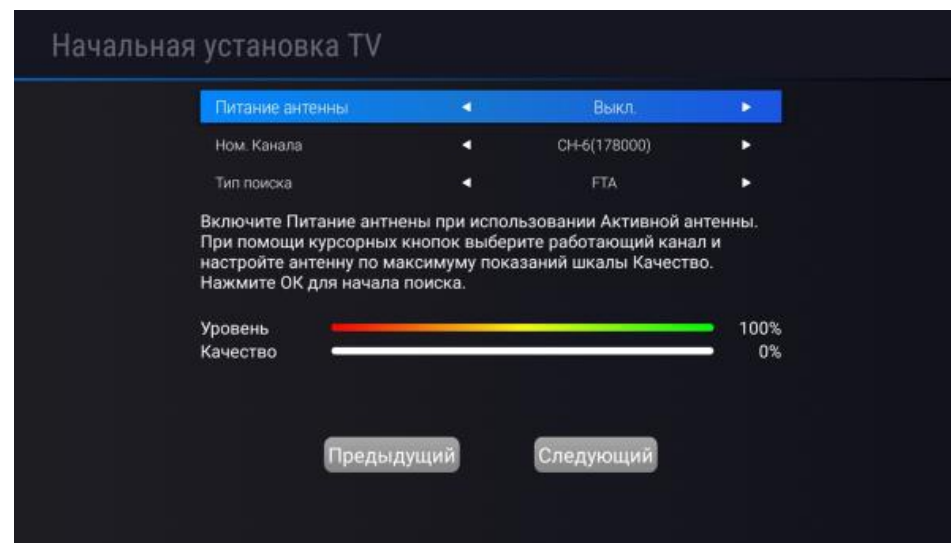 Начальная установка TV
Питание антенны ◄ Выкл. ►
Ном. Канала ◄ CH-6(178000) ►
Тип поиска ◄ FTA ►
Включите Питание антнены при использовании Активной антенны.
При помощи курсорных кнопок выберите работающий канал и
настройте антенну по максимуму показаний шкалы Качество.
Нажмите ОК для начала поиска.
Уровень 100%
Качество 0%
Предыдущий Следующий